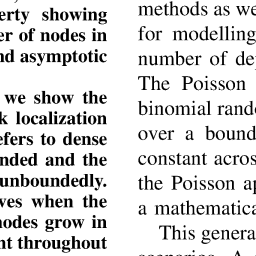 erty showing
er of nodes in
nd asymptotic
we show the
k localization
efers to dense
nded and the
unboundedly.
ves when the
nodes grow in
nt throughout
methods as we
for modelling
number of de
The Poisson
binomial rand
over a bound
constant acros
the Poisson ap
a mathematica
This genera